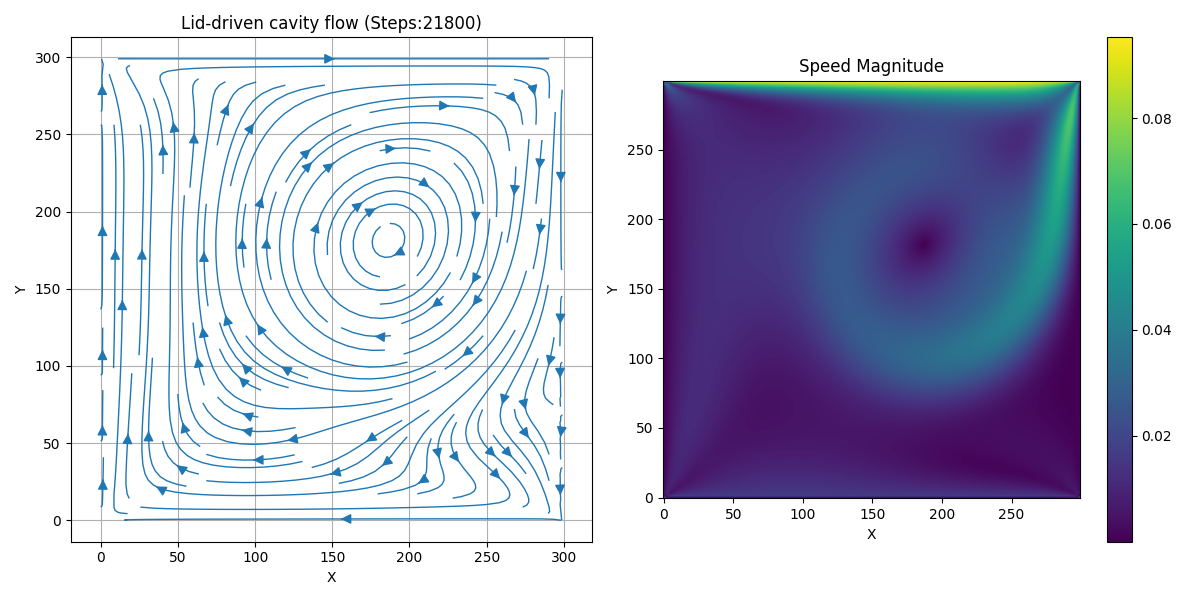 Lid-driven cavity flow (Steps:21800)
300
250
200
150
100
50
0
Y
0 50 100 150 200 250 300
X
Speed Magnitude
250
200
150
100
50
0
Y
0 50 100 150 200 250
X
0.08
0.06
0.04
0.02